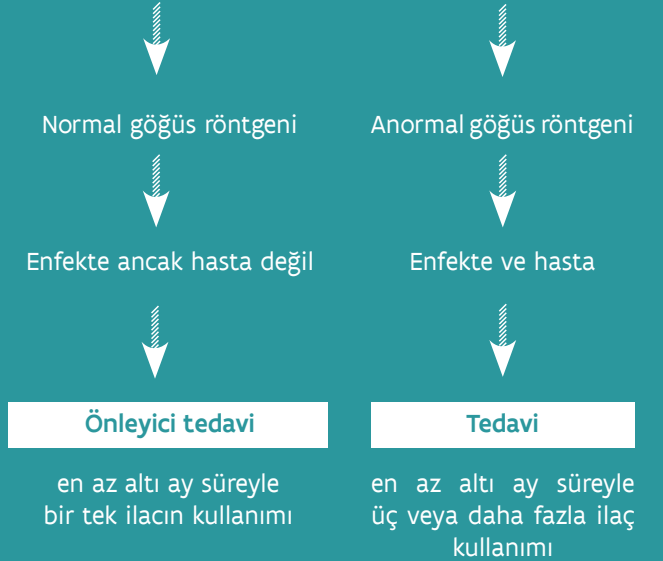 Normal göğüs röntgeni
Anormal göğüs röntgeni
Enfekte ancak hasta değil
Enfekte ve hasta
Önleyici tedavi
Tedavi
en az altı ay süreyle
bir tek ilacın kullanımı
en az altı ay süreyle
üç veya daha fazla ilaç
kullanımı